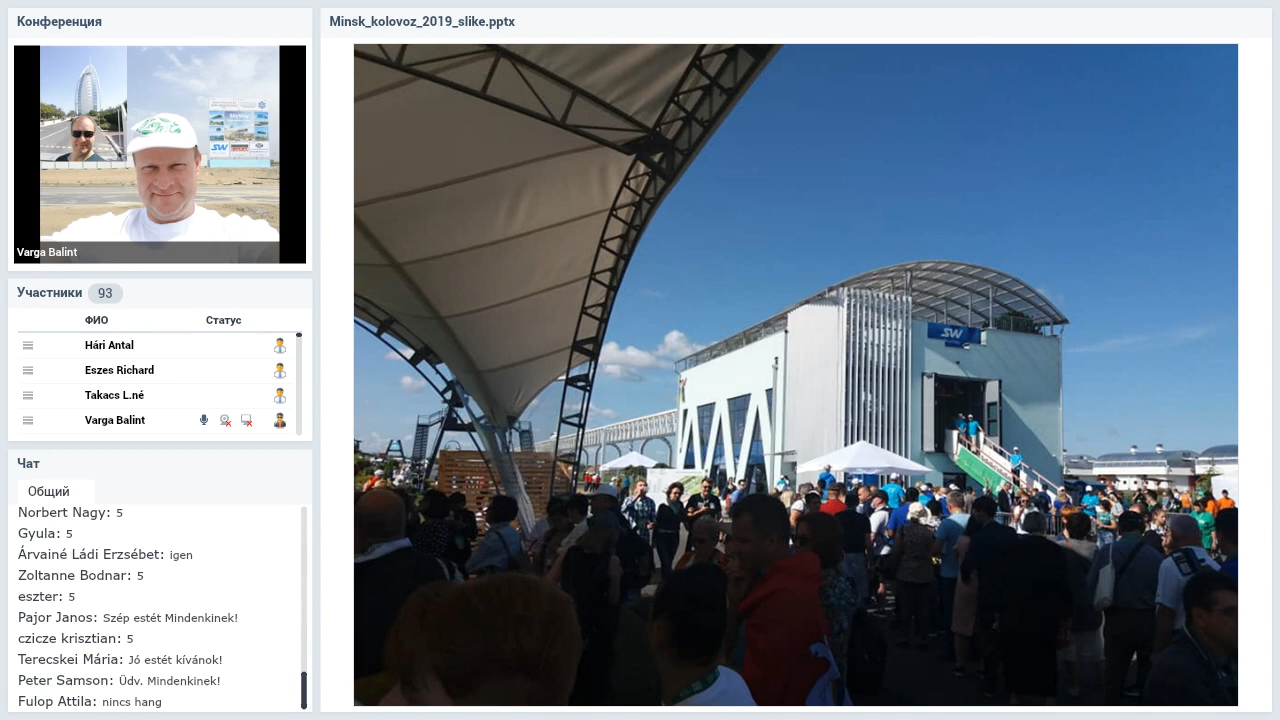 Конференция
SkyWay
SW
Varga Balint
Участники 93
ФИО Статус
Hári Antal
Eszes Richard
Takacs L.né
Varga Balint
Чат
Общий
Norbert Nagy: 5
Gyula: 5
Árvainé Ládi Erzsébet: igen
Zoltanne Bodnar: 5
eszter: 5
Pajor Janos: Szép estét Mindenkinek!
czicze krisztian: 5
Terecskei Mária: Jó estét kívánok!
Peter Samson: Üdv. Mindenkinek!
Fulop Attila: nincs hang
Minsk_kolovoz_2019_slike.pptx
SW